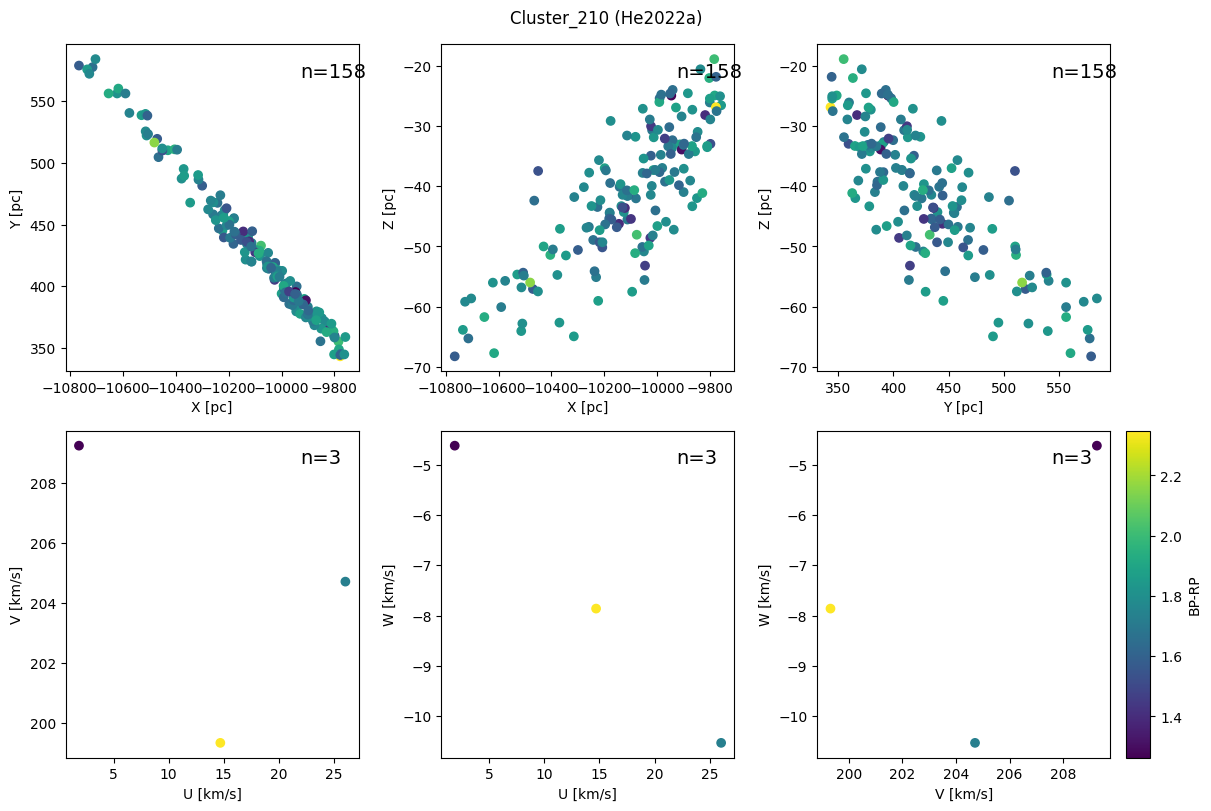 Cluster_210 (He2022a)
n=158
n=158
n=158
550
500
450
400
350
Y [pc]
−10800 −10600 −10400 −10200 −10000 −9800
X [pc]
−20
−30
−40
−50
−60
−70
Z [pc]
−10800 −10600 −10400 −10200 −10000 −9800
X [pc]
−20
−30
−40
−50
−60
−70
Z [pc]
350 400 450 500 550
Y [pc]
n=3
n=3
n=3
208
206
204
202
200
V [km/s]
5 10 15 20 25
U [km/s]
−5
−6
−7
−8
−9
−10
W [km/s]
5 10 15 20 25
U [km/s]
−5
−6
−7
−8
−9
−10
W [km/s]
200 202 204 206 208
V [km/s]
2.2
2.0
1.8
1.6
1.4
BP-RP